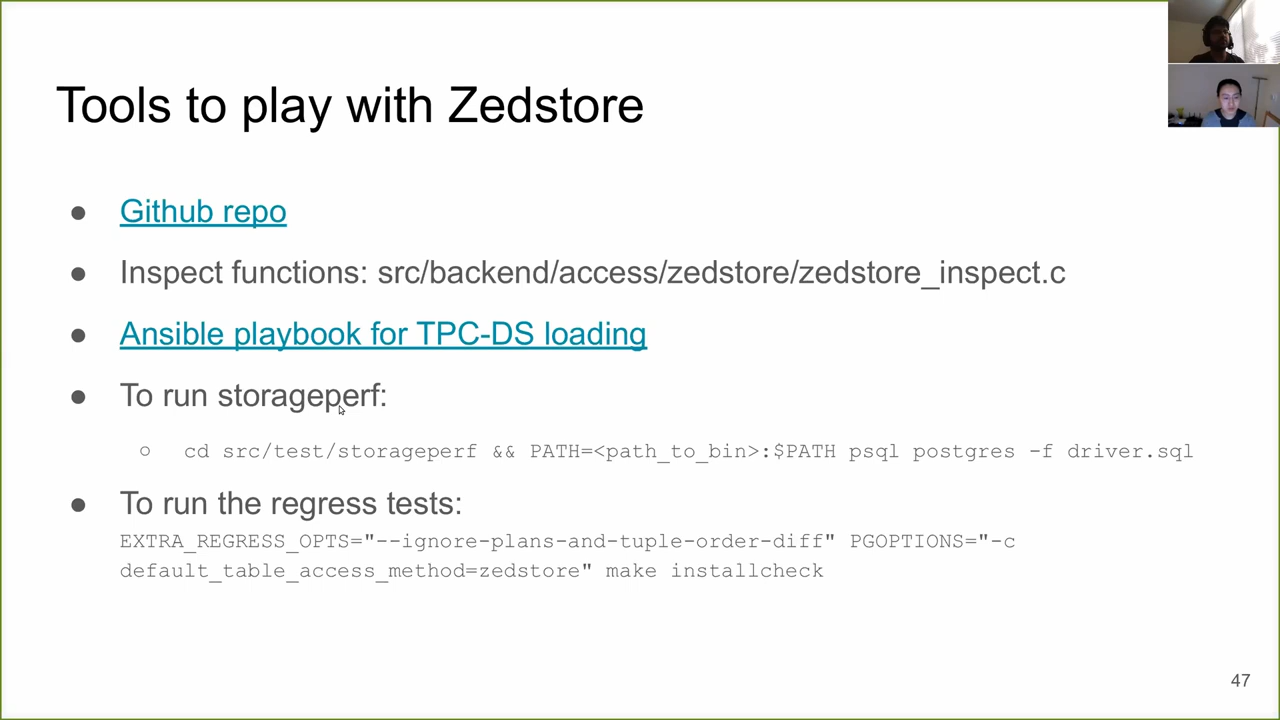 Tools to play with Zedstore
● Github repo
● Inspect functions: src/backend/access/zedstore/zedstore_inspect.c
● Ansible playbook for TPC-DS loading
● To run storageperf:
○ cd src/test/storageperf && PATH=<path_to_bin>:$PATH psql postgres -f driver.sql
● To run the regress tests:
EXTRA_REGRESS_OPTS="--ignore-plans-and-tuple-order-diff" PGOPTIONS="-c
default_table_access_method=zedstore" make installcheck
47